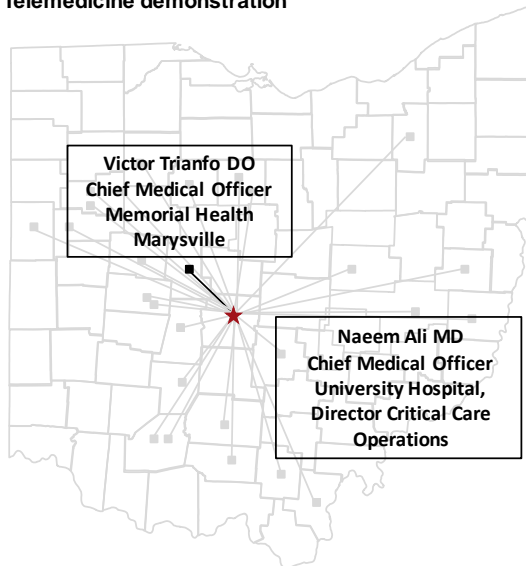 Telemedicine demonstration
Victor Trianfo DO
Chief Medical Officer
Memorial Health
Marysville
Naeem Ali MD
Chief Medical Officer
University Hospital,
Director Critical Care
Operations